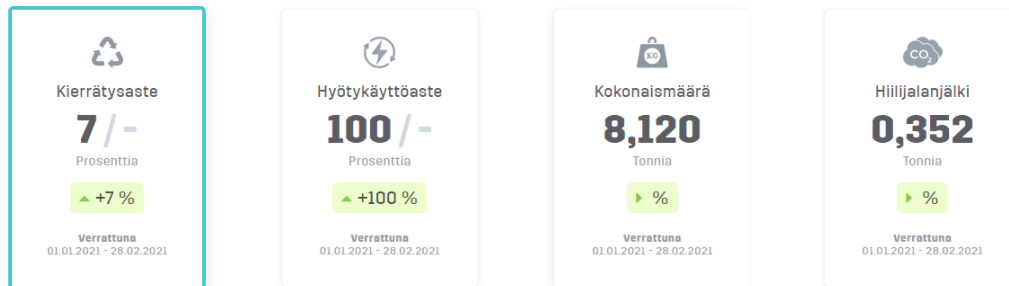 Kierrätysaste
7 / -
Prosenttia
+7 %
Verrattuna
01.01.2021 - 28.02.2021
Hyötykäyttöaste
100 / -
Prosenttia
+100 %
Verrattuna
01.01.2021 - 28.02.2021
KG
Kokonaismäärä
8,120
Tonnia
%
Verrattuna
01.01.2021 - 28.02.2021
CO2
Hiilijalanjälki
0,352
Tonnia
%
Verrattuna
01.01.2021 - 28.02.2021